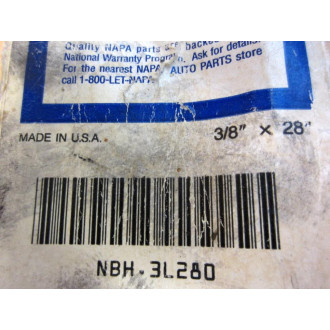 Quality NAPA parts are backed
National Warranty Program. Ask for details.
For the nearest NAPA AUTO PARTS store
call 1-800-LET-NAPA.
MADE IN U.S.A. 3/8" × 28"
NBH 3L280